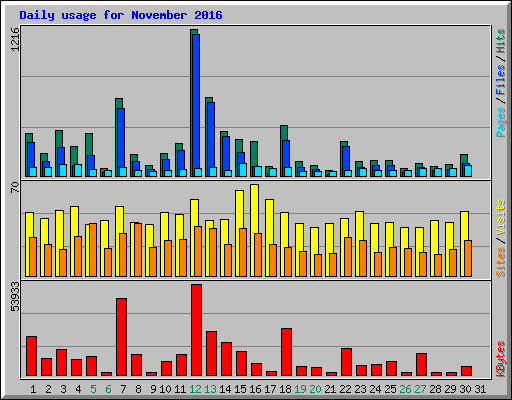 Daily usage for November 2016
1216
Pages / Files / Hits
70
Sites / Visits
53933
KBytes
1 2 3 4 5 6 7 8 9 10 11 12 13 14 15 16 17 18 19 20 21 22 23 24 25 26 27 28 29 30 31